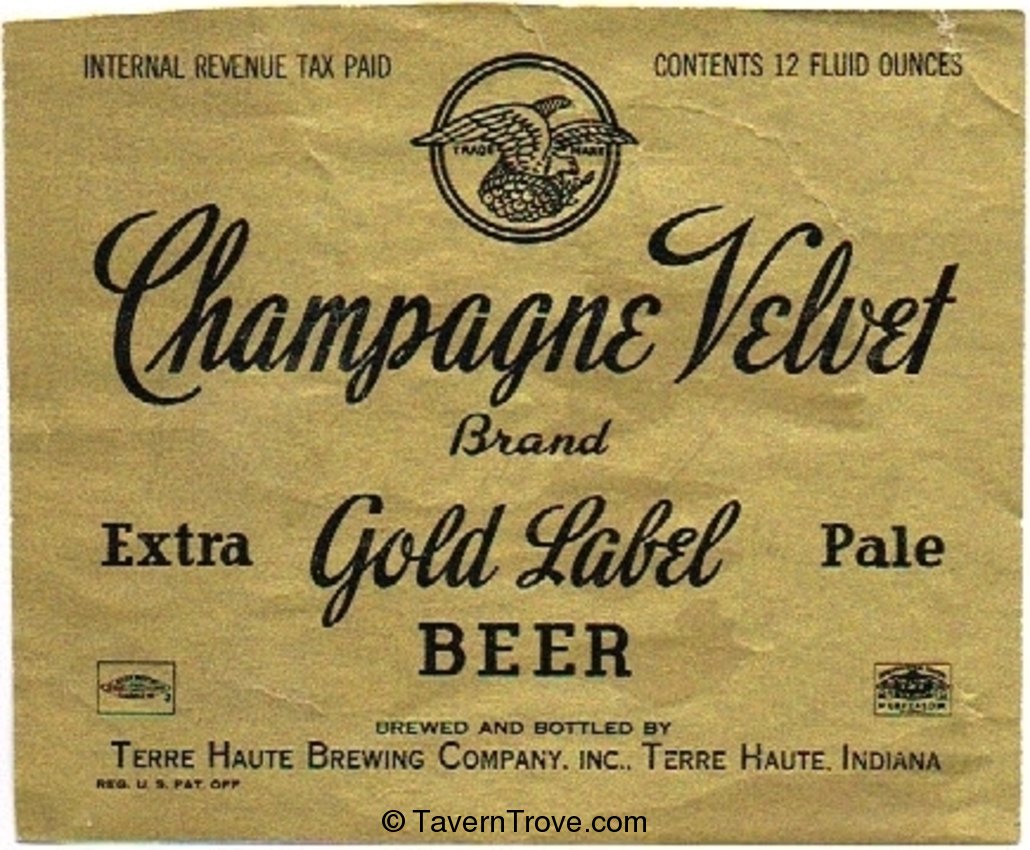 INTERNAL REVENUE TAX PAID
CONTENTS 12 FLUID OUNCES
TRADE MARK
Champagne Velvet
Brand
Extra Gold Label Pale
BEER
BREWED AND BOTTLED BY
TERRE HAUTE BREWING COMPANY, INC., TERRE HAUTE, INDIANA
REG. U. S. PAT. OFF
© TavernTrove.com